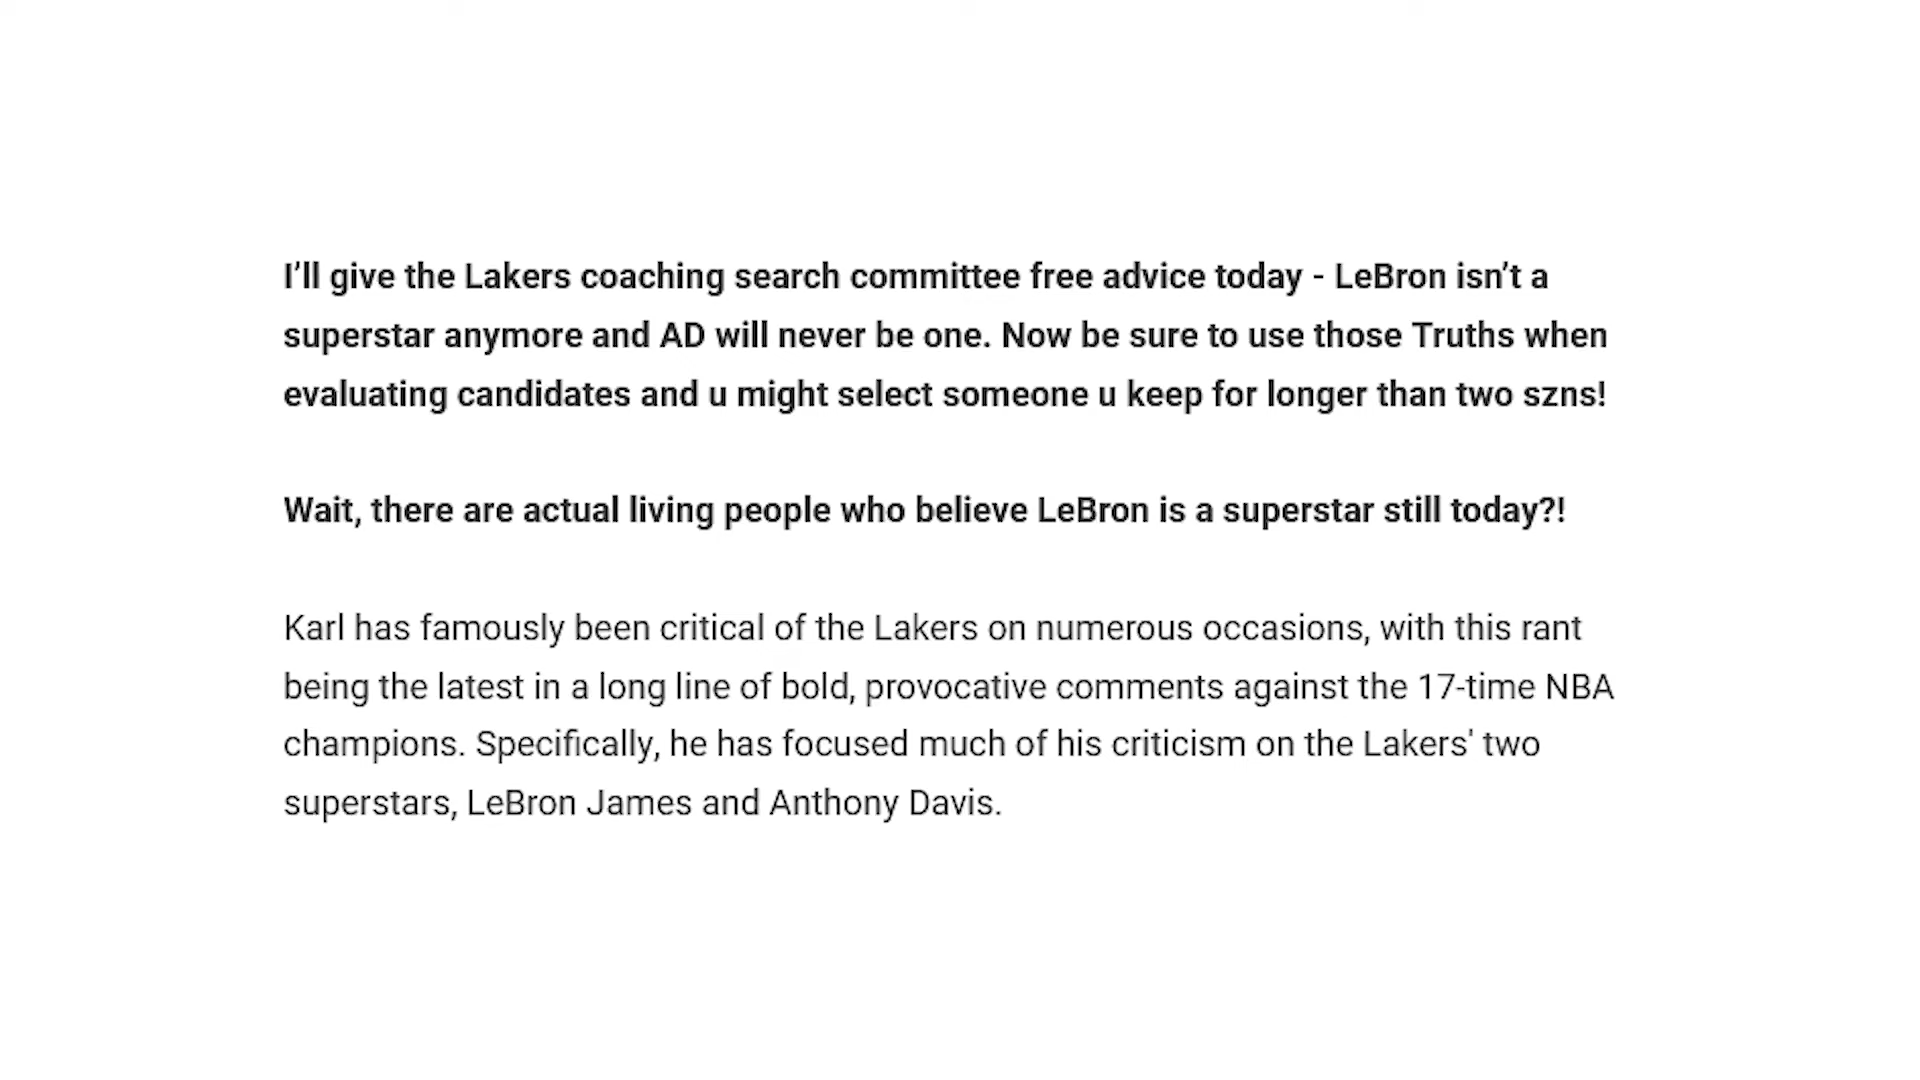 I’ll give the Lakers coaching search committee free advice today - LeBron isn’t a
superstar anymore and AD will never be one. Now be sure to use those Truths when
evaluating candidates and u might select someone u keep for longer than two szns!
Wait, there are actual living people who believe LeBron is a superstar still today?!
Karl has famously been critical of the Lakers on numerous occasions, with this rant
being the latest in a long line of bold, provocative comments against the 17-time NBA
champions. Specifically, he has focused much of his criticism on the Lakers' two
superstars, LeBron James and Anthony Davis.